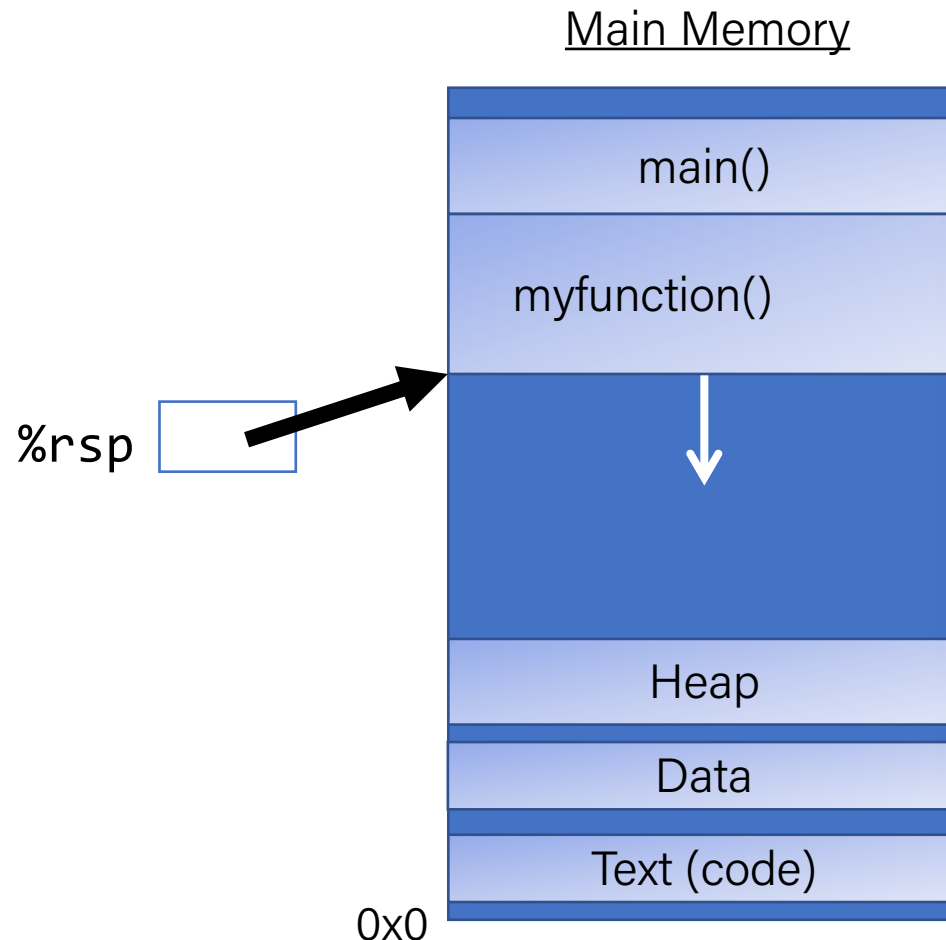 Main Memory
main()
myfunction()
%rsp
Heap
Data
Text (code)
0x0